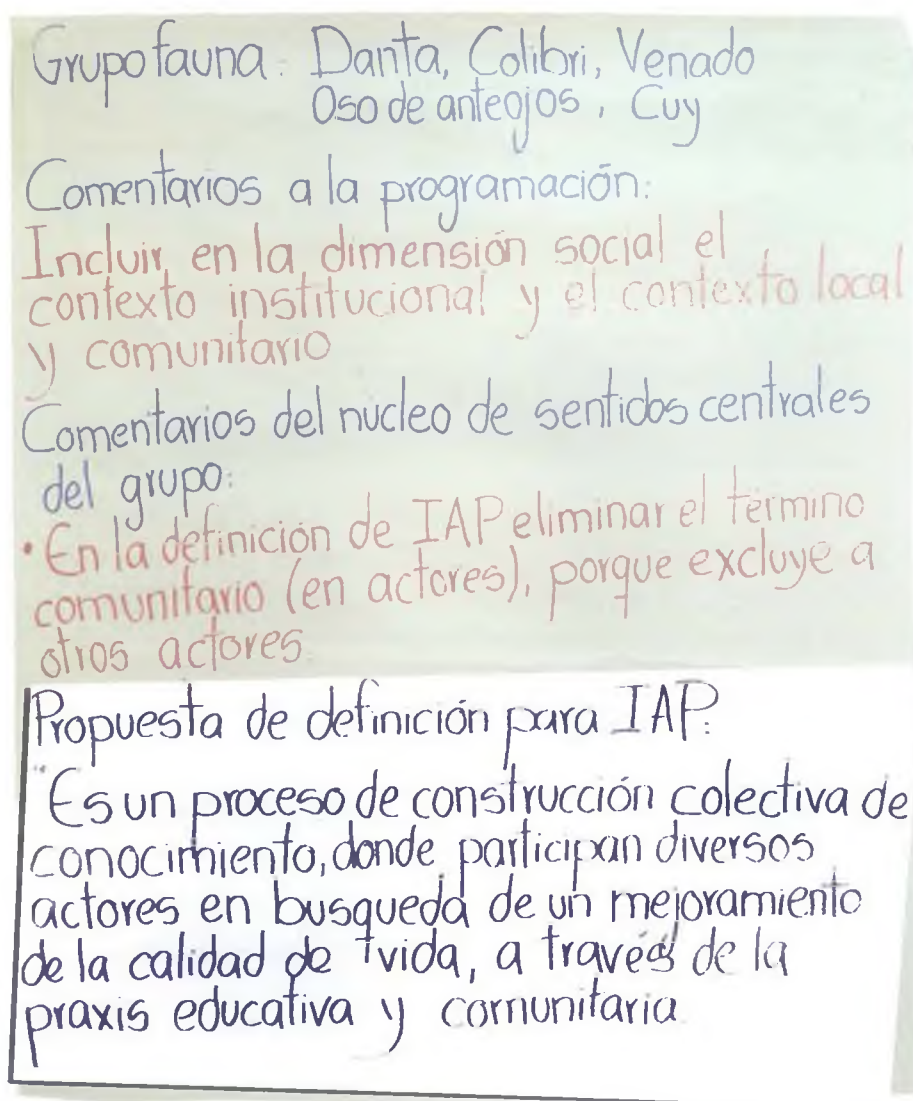 Grupo fauna: Danta, Colibri, Venado
Oso de anteojos, Cuy
Comentarios a la programación:
Incluir en la dimensión social el
contexto institucional y el contexto local
y comunitario
Comentarios del nucleo de sentidos centrales
del grupo:
• En la definición de IAP eliminar el término
comunitario (en actores), porque excluye a
otros actores.
Propuesta de definición para IAP:
"Es un proceso de construcción colectiva de
conocimiento, donde participan diversos
actores en busqueda de un mejoramiento
de la calidad de vida, a través de la
praxis educativa y comunitaria